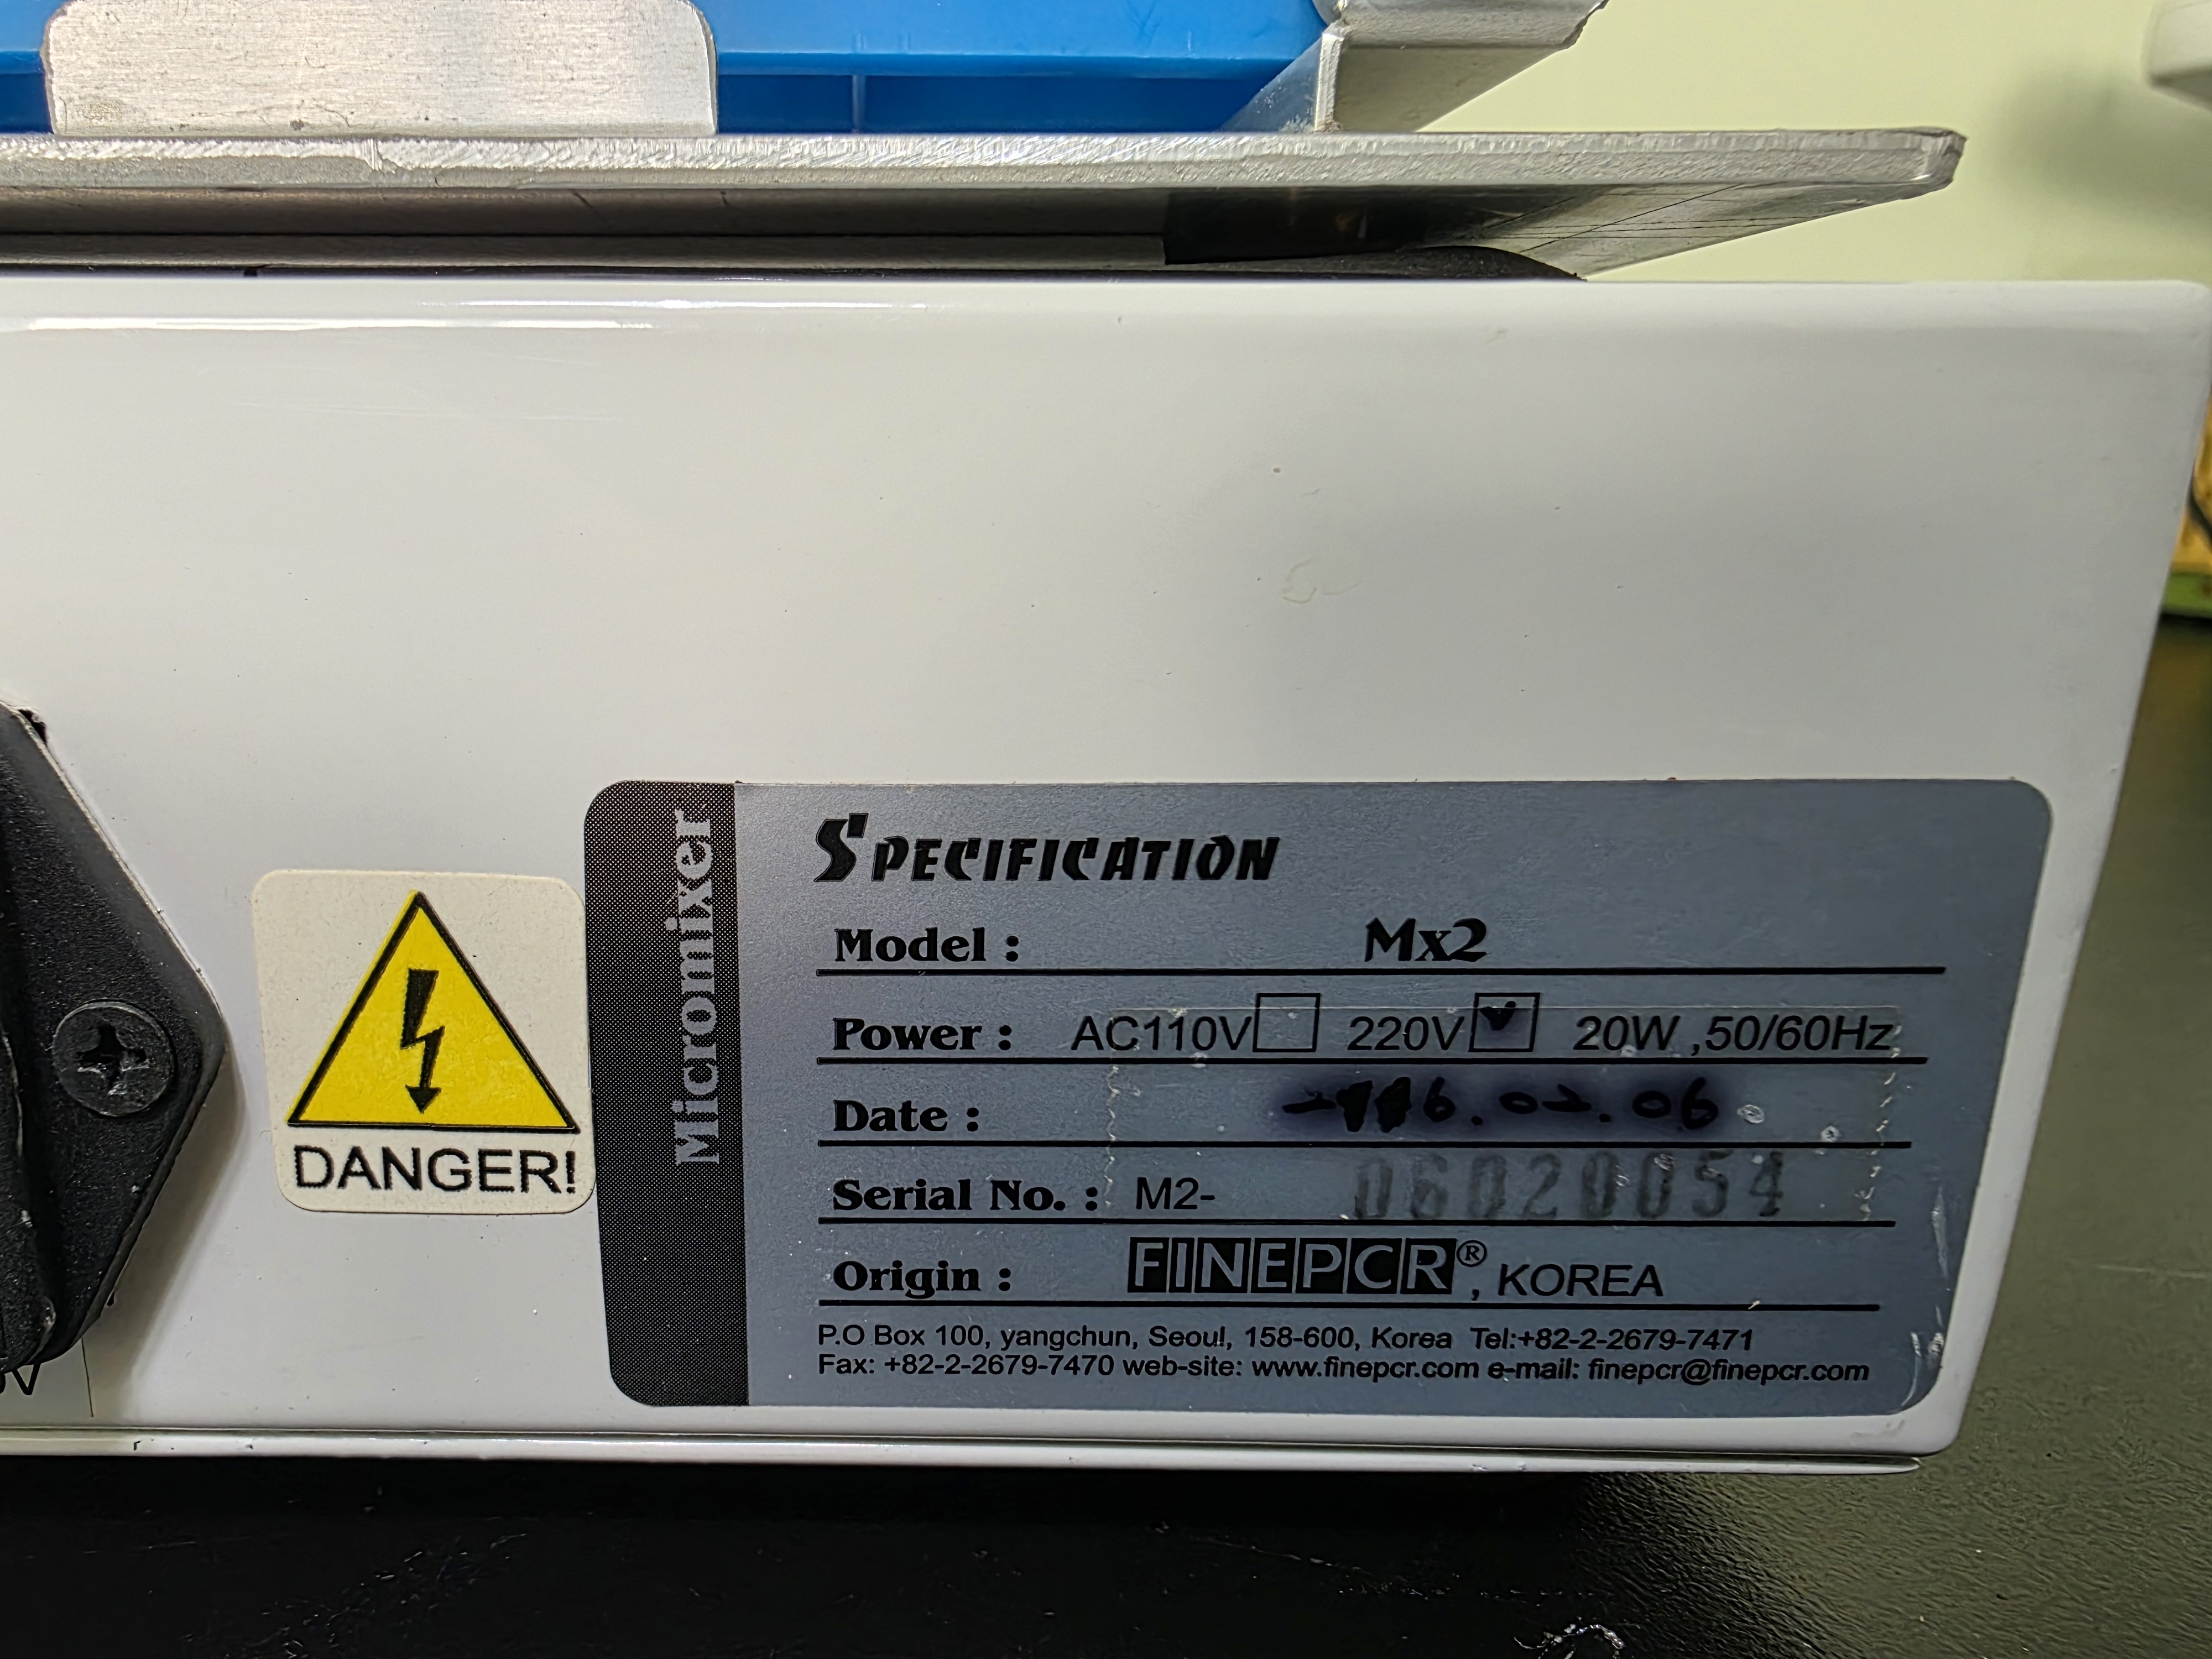 DANGER!
Micromixer
SPECIFICATION
Model : Mx2
Power : AC110V 220V 20W ,50/60Hz
Date :
Serial No. : M2- 06020054
Origin : FINEPCR® , KOREA
P.O Box 100, yangchun, Seoul, 158-600, Korea Tel:+82-2-2679-7471
Fax: +82-2-2679-7470 web-site: www.finepcr.com e-mail: finepcr@finepcr.com